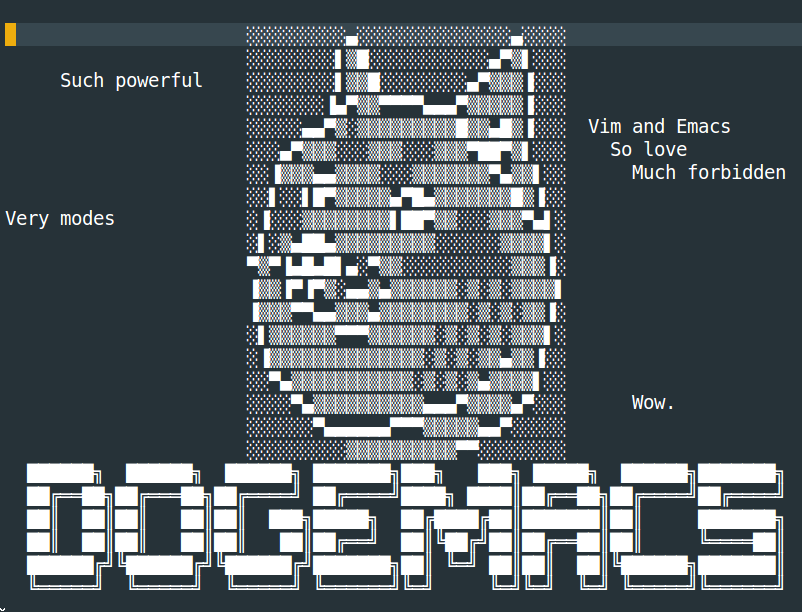 Such powerful
Vim and Emacs
So love
Much forbidden
Very modes
Wow.
DOGEMACS